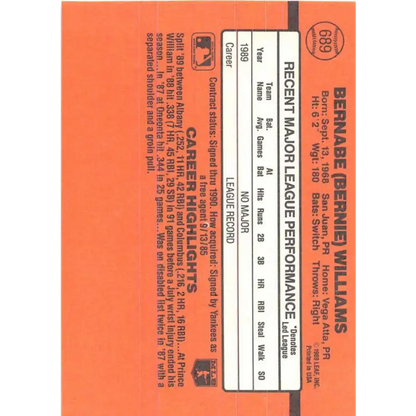 689
BERNABE (BERNIE) WILLIAMS
Born: Sept. 13, 1968 San Juan, PR Home: Vega Alta, PR
Ht: 6' 2" Wgt: 180 Bats: Switch Throws: Right
© 1989 LEAF, INC.
Printed in USA
RECENT MAJOR LEAGUE PERFORMANCE
*Denotes
Led League
Year Team Name Bat. Avg. Games At Bat Hits Runs 2B 3B HR RBI Steal Walk SO
1989 NO MAJOR
Career LEAGUE RECORD
Contract status: Signed thru 1990. How acquired: Signed by Yankees as
a free agent 9/13/85
CAREER HIGHLIGHTS
Split '89 between Albany (.252, 11 HR, 42 RBI) and Columbus (.216, 2 HR, 16 RBI)...At Prince
William in '88 hit .338 (7 HR, 45 RBI, 29 SB) in 91 games before a July wrist injury ended his
season...In '87 at Oneonta hit .344 in 25 games...Was on disabled list twice in '87 with a
separated shoulder and a groin pull.